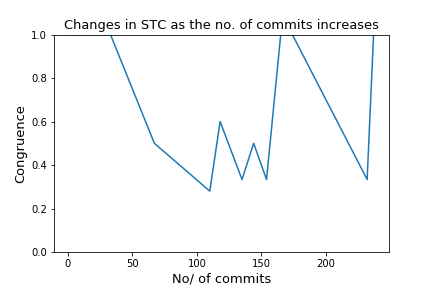 Changes in STC as the no. of commits increases
1.0
0.8
0.6
0.4
0.2
0.0
Congruence
0 50 100 150 200
No/ of commits